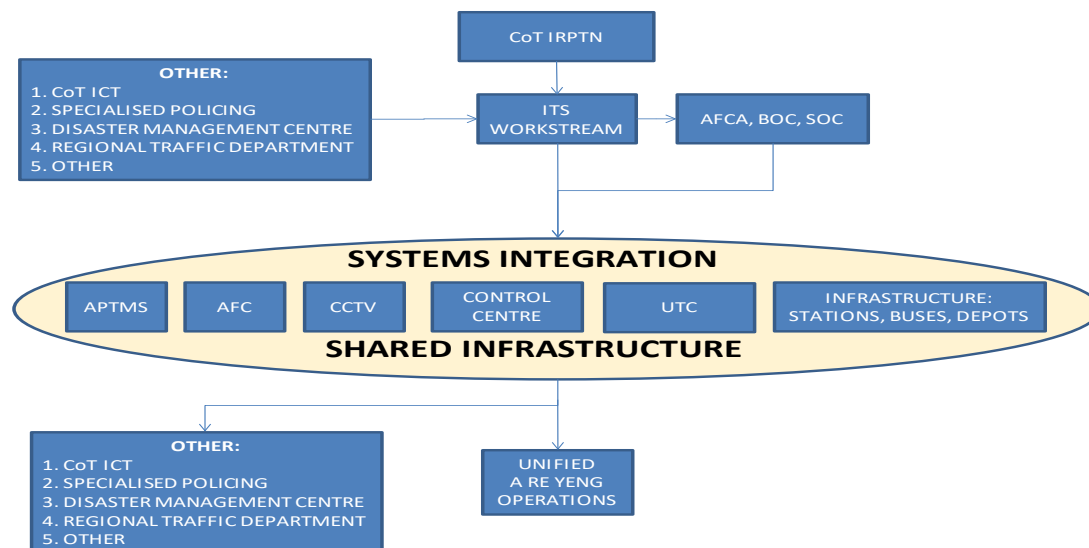 CoT IRPTN
OTHER:
1. CoT ICT
2. SPECIALISED POLICING
3. DISASTER MANAGEMENT CENTRE
4. REGIONAL TRAFFIC DEPARTMENT
5. OTHER
ITS
WORKSTREAM
AFCA, BOC, SOC
SYSTEMS INTEGRATION
APTMS
AFC
CCTV
CONTROL
CENTRE
UTC
INFRASTRUCTURE:
STATIONS, BUSES, DEPOTS
SHARED INFRASTRUCTURE
OTHER:
1. CoT ICT
2. SPECIALISED POLICING
3. DISASTER MANAGEMENT CENTRE
4. REGIONAL TRAFFIC DEPARTMENT
5. OTHER
UNIFIED
A RE YENG
OPERATIONS